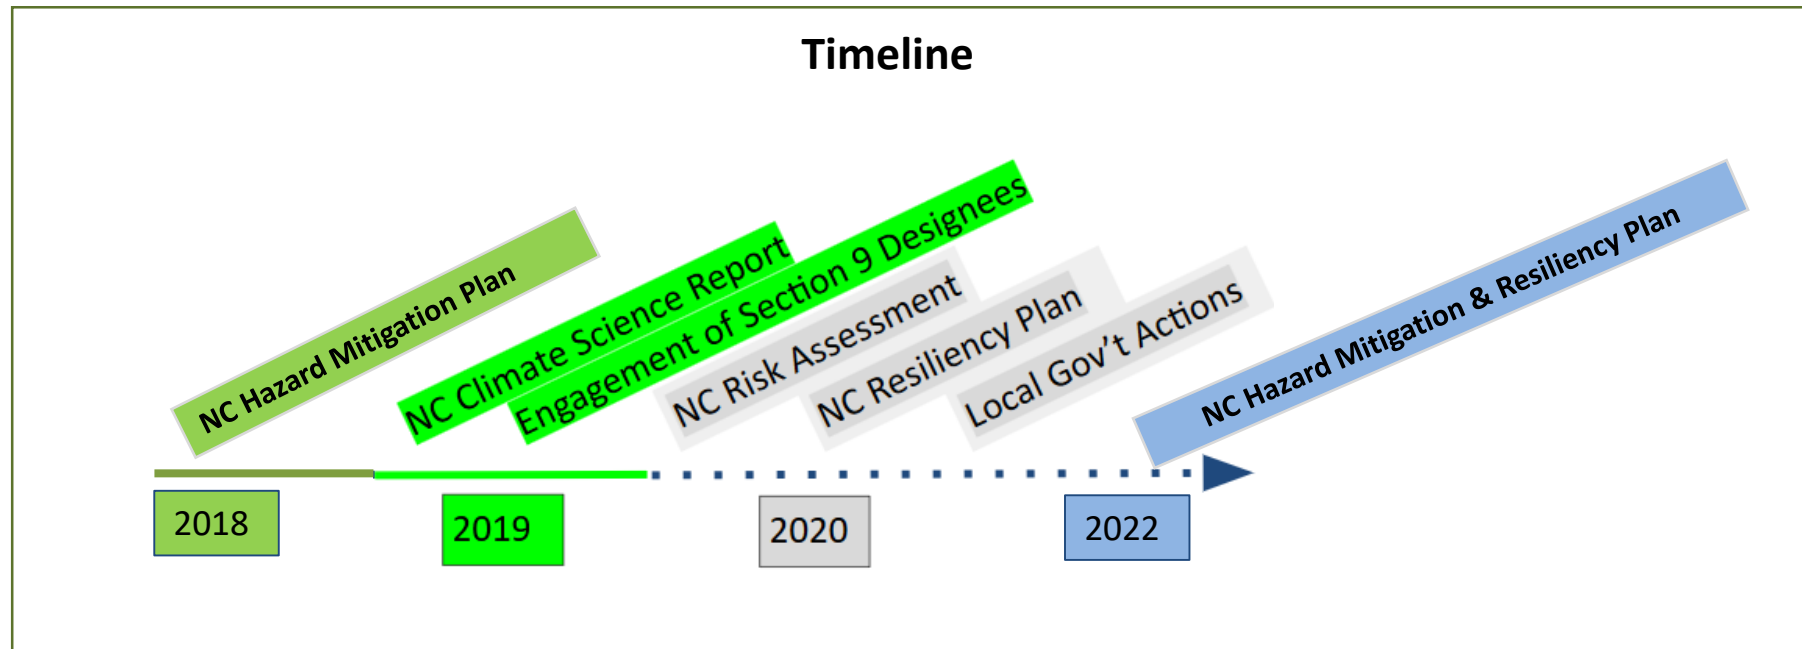 Timeline
NC Hazard Mitigation Plan
NC Climate Science Report
Engagement of Section 9 Designees
NC Risk Assessment
NC Resiliency Plan
Local Gov’t Actions
NC Hazard Mitigation & Resiliency Plan
2018
2019
2020
2022